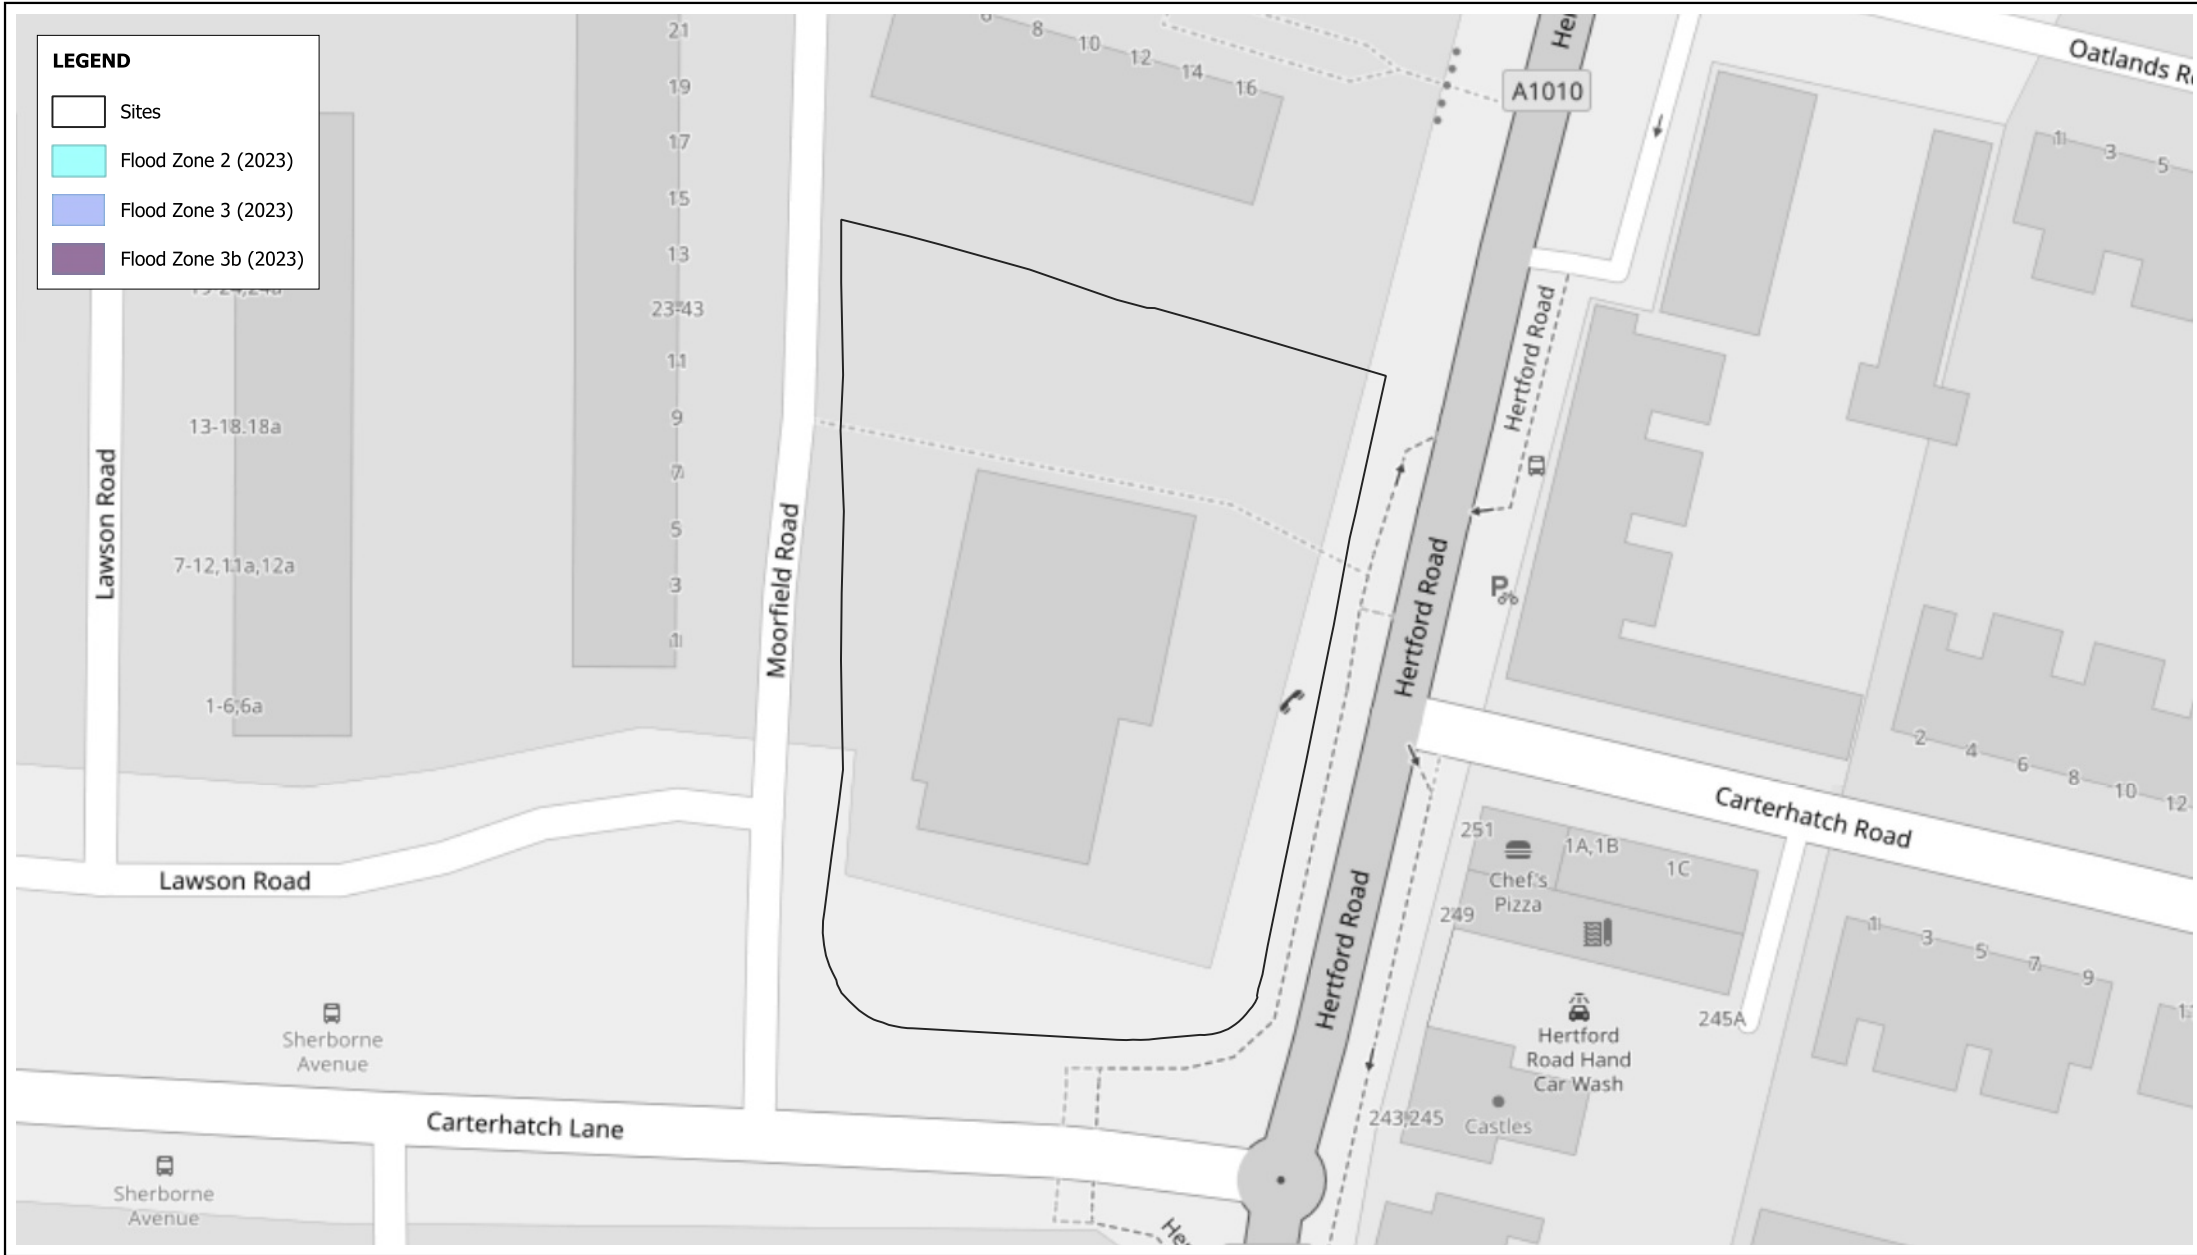 LEGEND
Sites
Flood Zone 2 (2023)
Flood Zone 3 (2023)
Flood Zone 3b (2023)
21
19
17
15
13
23-43
11
9
7
5
3
1
8
10
12
14
16
A1010
Oatlands
1
3
5
13-18.18a
7-12,11a,12a
1-6,6a
Lawson Road
Moorfield Road
Hertford Road
Hertford Road
Hertford Road
P
2
4
6
8
10
12
Carterhatch Road
251
1A,1B
1C
Chef's
Pizza
249
Lawson Road
1
3
5
7
9
245A
Hertford
Road Hand
Car Wash
Sherborne
Avenue
Carterhatch Lane
243,245
Castles
Sherborne
Avenue